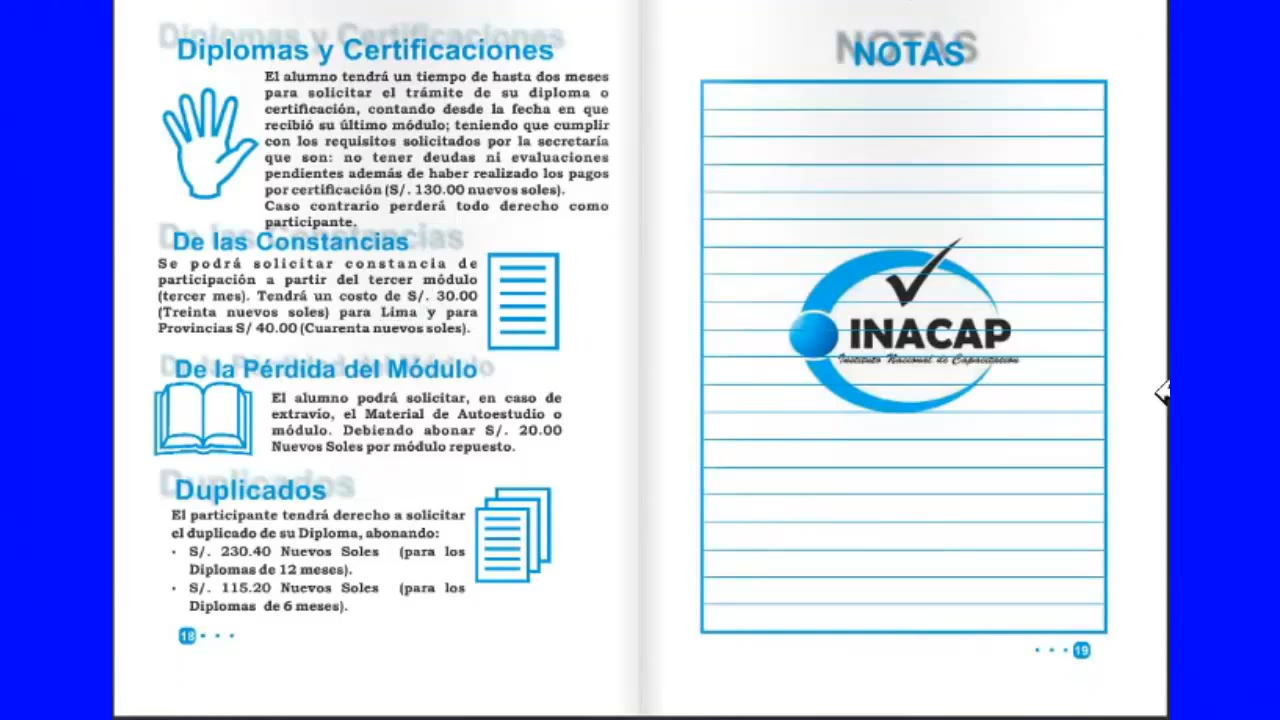 Diplomas y Certificaciones
El alumno tendrá un tiempo de hasta dos meses
para solicitar el trámite de su diploma o
certificación, contando desde la fecha en que
recibió su último módulo; teniendo que cumplir
con los requisitos solicitados por la secretaría
que son: no tener deudas ni evaluaciones
pendientes además de haber realizado los pagos
por certificación (S/. 130.00 nuevos soles).
Caso contrario perderá todo derecho como
participante.
De las Constancias
Se podrá solicitar constancia de
participación a partir del tercer módulo
(tercer mes). Tendrá un costo de S/. 30.00
(Treinta nuevos soles) para Lima y para
Provincias S/ 40.00 (Cuarenta nuevos soles).
De la Pérdida del Módulo
El alumno podrá solicitar, en caso de
extravío, el Material de Autoestudio o
módulo. Debiendo abonar S/. 20.00
Nuevos Soles por módulo repuesto.
Duplicados
El participante tendrá derecho a solicitar
el duplicado de su Diploma, abonando:
• S/. 230.40 Nuevos Soles (para los
Diplomas de 12 meses).
• S/. 115.20 Nuevos Soles (para los
Diplomas de 6 meses).
18
NOTAS
INACAP
Instituto Nacional de Capacitación
19